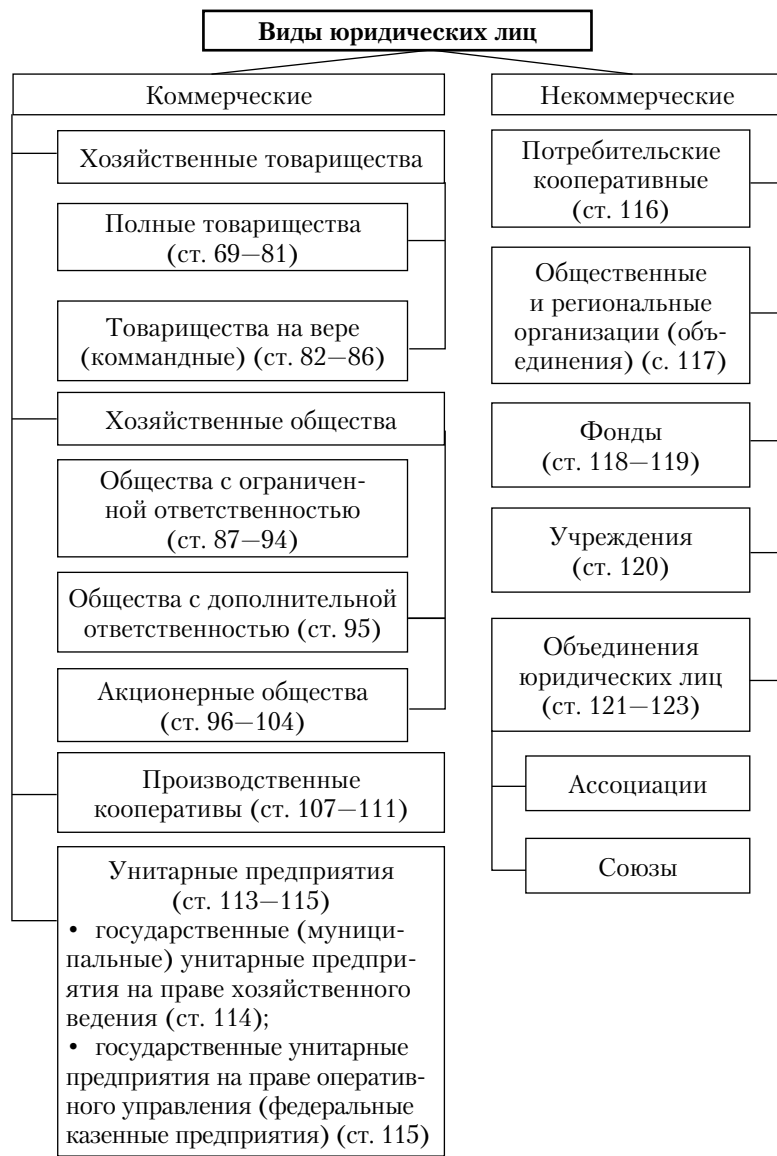 Виды юридических лиц
Коммерческие
Хозяйственные товарищества
Полные товарищества
(ст. 69—81)
Товарищества на вере
(коммандные) (ст. 82—86)
Хозяйственные общества
Общества с ограничен-
ной ответственностью
(ст. 87—94)
Общества с дополнительной
ответственностью (ст. 95)
Акционерные общества
(ст. 96—104)
Производственные
кооперативы (ст. 107—111)
Унитарные предприятия
(ст. 113—115)
• государственные (муници-
пальные) унитарные предпри-
ятия на праве хозяйственного
ведения (ст. 114);
• государственные унитарные
предприятия на праве оператив-
ного управления (федеральные
казенные предприятия) (ст. 115)
Некоммерческие
Потребительские
кооперативные
(ст. 116)
Общественные
и региональные
организации (объ-
единения) (с. 117)
Фонды
(ст. 118—119)
Учреждения
(ст. 120)
Объединения
юридических лиц
(ст. 121—123)
Ассоциации
Союзы